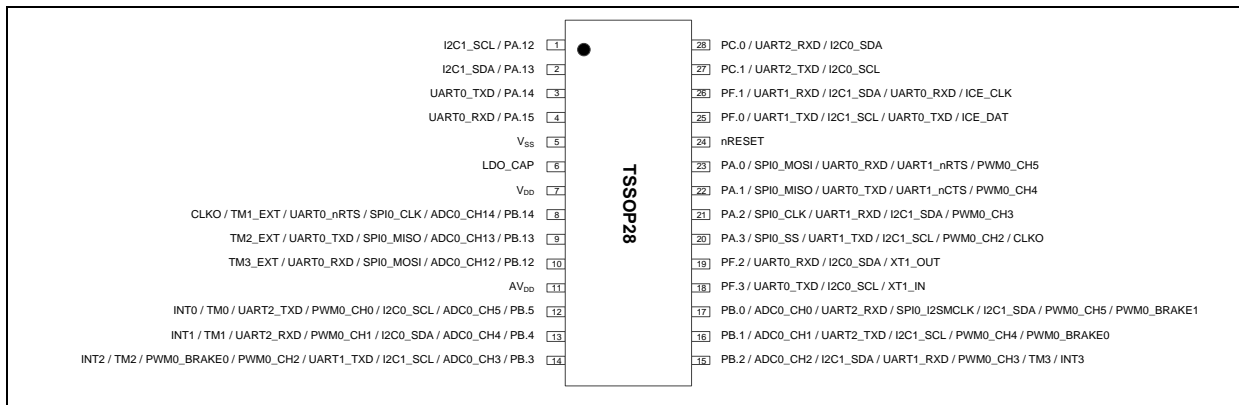 I2C1_SCL / PA.12 1
I2C1_SDA / PA.13 2
UART0_TXD / PA.14 3
UART0_RXD / PA.15 4
VSS 5
LDO_CAP 6
VDD 7
CLKO / TM1_EXT / UART0_nRTS / SPI0_CLK / ADC0_CH14 / PB.14 8
TM2_EXT / UART0_TXD / SPI0_MISO / ADC0_CH13 / PB.13 9
TM3_EXT / UART0_RXD / SPI0_MOSI / ADC0_CH12 / PB.12 10
AVDD 11
INT0 / TM0 / UART2_TXD / PWM0_CH0 / I2C0_SCL / ADC0_CH5 / PB.5 12
INT1 / TM1 / UART2_RXD / PWM0_CH1 / I2C0_SDA / ADC0_CH4 / PB.4 13
INT2 / TM2 / PWM0_BRAKE0 / PWM0_CH2 / UART1_TXD / I2C1_SCL / ADC0_CH3 / PB.3 14
TSSOP28
28 PC.0 / UART2_RXD / I2C0_SDA
27 PC.1 / UART2_TXD / I2C0_SCL
26 PF.1 / UART1_RXD / I2C1_SDA / UART0_RXD / ICE_CLK
25 PF.0 / UART1_TXD / I2C1_SCL / UART0_TXD / ICE_DAT
24 nRESET
23 PA.0 / SPI0_MOSI / UART0_RXD / UART1_nRTS / PWM0_CH5
22 PA.1 / SPI0_MISO / UART0_TXD / UART1_nCTS / PWM0_CH4
21 PA.2 / SPI0_CLK / UART1_RXD / I2C1_SDA / PWM0_CH3
20 PA.3 / SPI0_SS / UART1_TXD / I2C1_SCL / PWM0_CH2 / CLKO
19 PF.2 / UART0_RXD / I2C0_SDA / XT1_OUT
18 PF.3 / UART0_TXD / I2C0_SCL / XT1_IN
17 PB.0 / ADC0_CH0 / UART2_RXD / SPI0_I2SMCLK / I2C1_SDA / PWM0_CH5 / PWM0_BRAKE1
16 PB.1 / ADC0_CH1 / UART2_TXD / I2C1_SCL / PWM0_CH4 / PWM0_BRAKE0
15 PB.2 / ADC0_CH2 / I2C1_SDA / UART1_RXD / PWM0_CH3 / TM3 / INT3